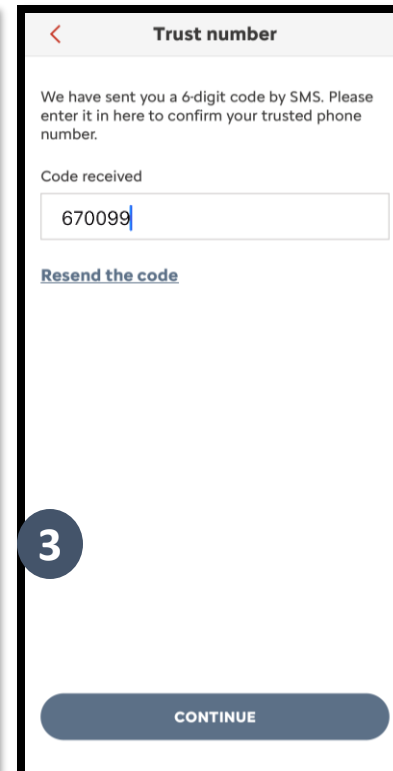 Trust number
We have sent you a 6-digit code by SMS. Please
enter it in here to confirm your trusted phone
number.
Code received
670099
Resend the code
3
CONTINUE